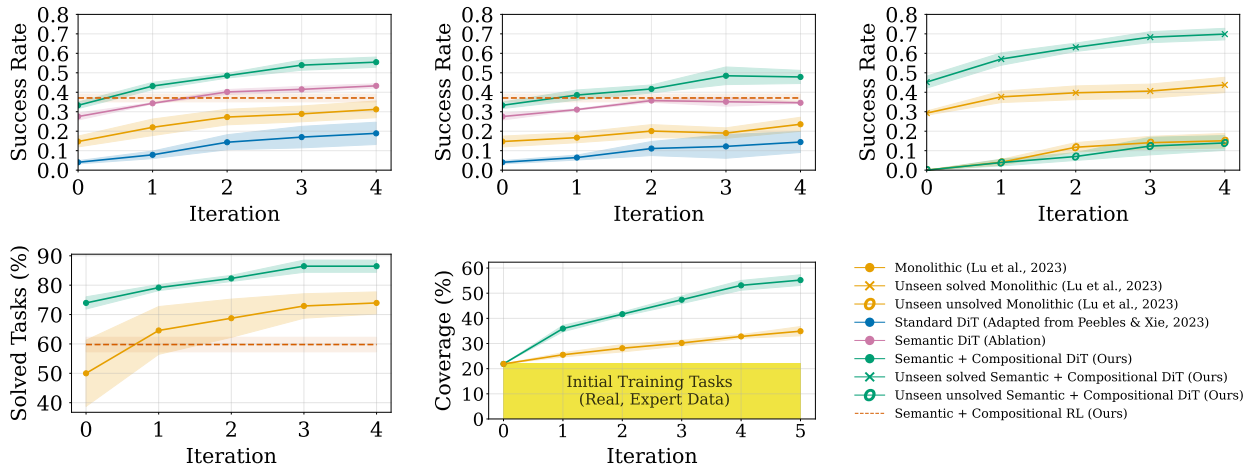 Success Rate
0.8
0.7
0.6
0.5
0.4
0.3
0.2
0.1
0.0
0 1 2 3 4
Iteration
Success Rate
0.8
0.7
0.6
0.5
0.4
0.3
0.2
0.1
0.0
0 1 2 3 4
Iteration
Success Rate
0.8
0.7
0.6
0.5
0.4
0.3
0.2
0.1
0.0
0 1 2 3 4
Iteration
Solved Tasks (%)
90
80
70
60
50
40
0 1 2 3 4
Iteration
Coverage (%)
60
50
40
30
20
10
0
Initial Training Tasks
(Real, Expert Data)
0 1 2 3 4 5
Iteration
Monolithic (Lu et al., 2023)
Unseen solved Monolithic (Lu et al., 2023)
Unseen unsolved Monolithic (Lu et al., 2023)
Standard DiT (Adapted from Peebles & Xie, 2023)
Semantic DiT (Ablation)
Semantic + Compositional DiT (Ours)
Unseen solved Semantic + Compositional DiT (Ours)
Unseen unsolved Semantic + Compositional DiT (Ours)
Semantic + Compositional RL (Ours)